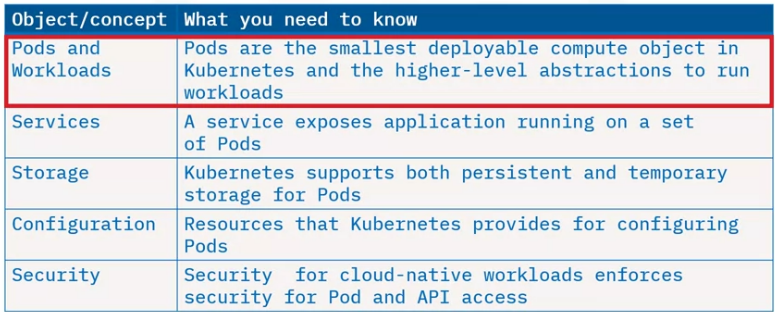 Object/concept What you need to know
Pods and Workloads
Pods are the smallest deployable compute object in
Kubernetes and the higher-level abstractions to run
workloads
Services
A service exposes application running on a set
of Pods
Storage
Kubernetes supports both persistent and temporary
storage for Pods
Configuration
Resources that Kubernetes provides for configuring
Pods
Security
Security  for cloud-native workloads enforces
security for Pod and API access